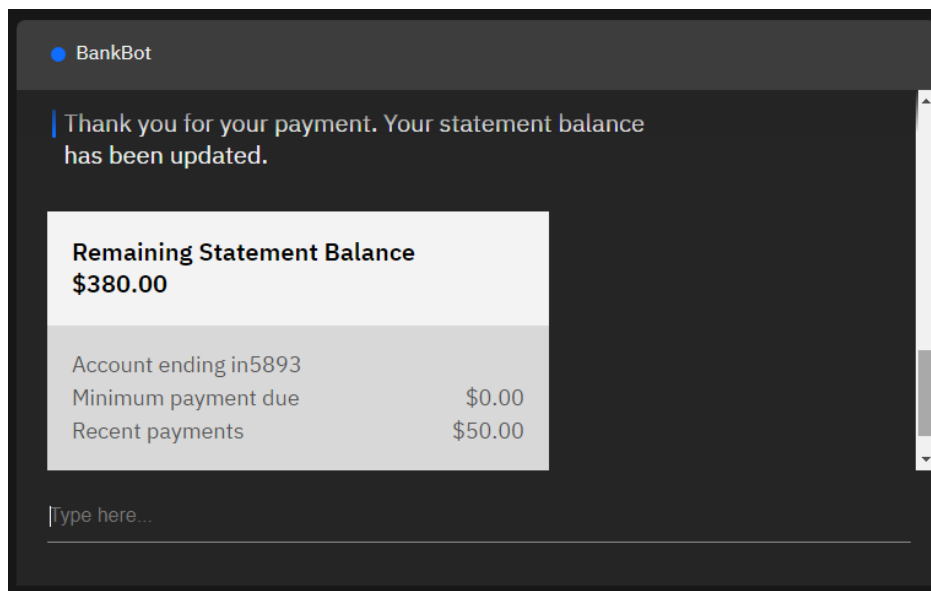 BankBot
Thank you for your payment. Your statement balance
has been updated.
Remaining Statement Balance
$380.00
Account ending in5893
Minimum payment due $0.00
Recent payments $50.00
Type here...